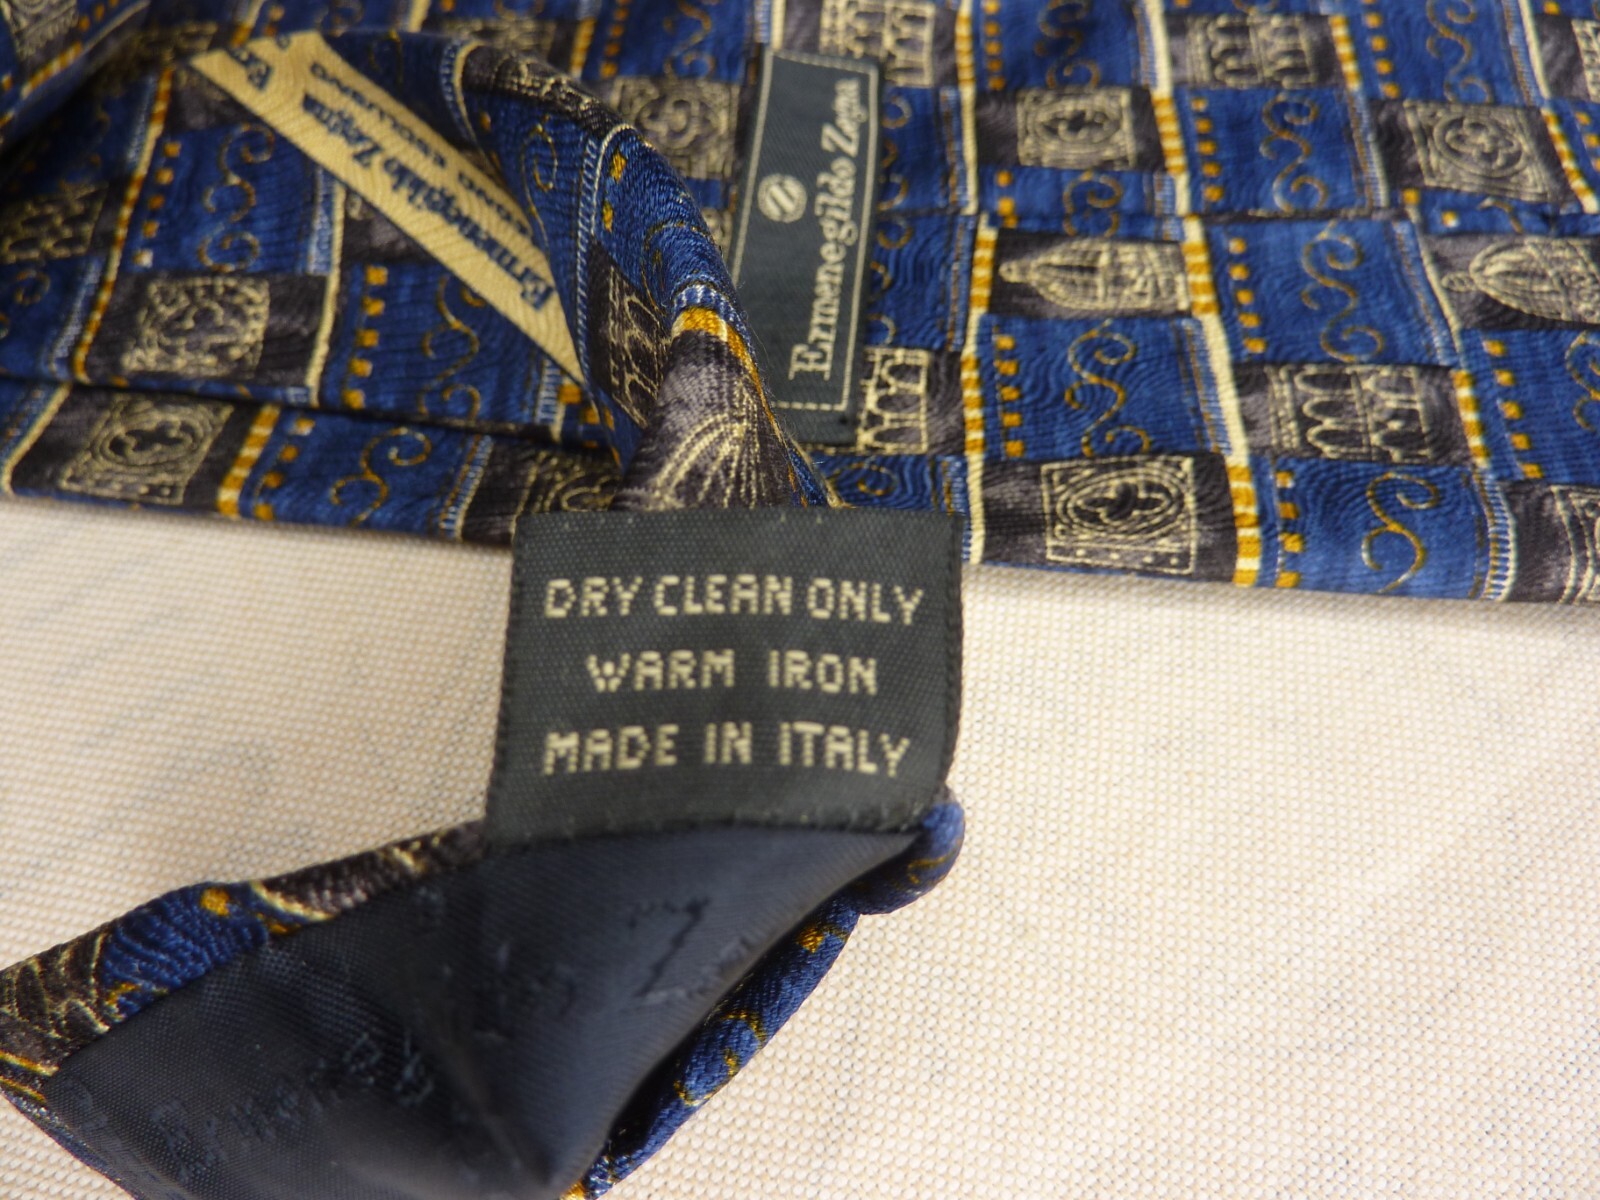 Ermenegildo Zegna
Ermenegildo Zegna
DRY CLEAN ONLY
WARM IRON
MADE IN ITALY